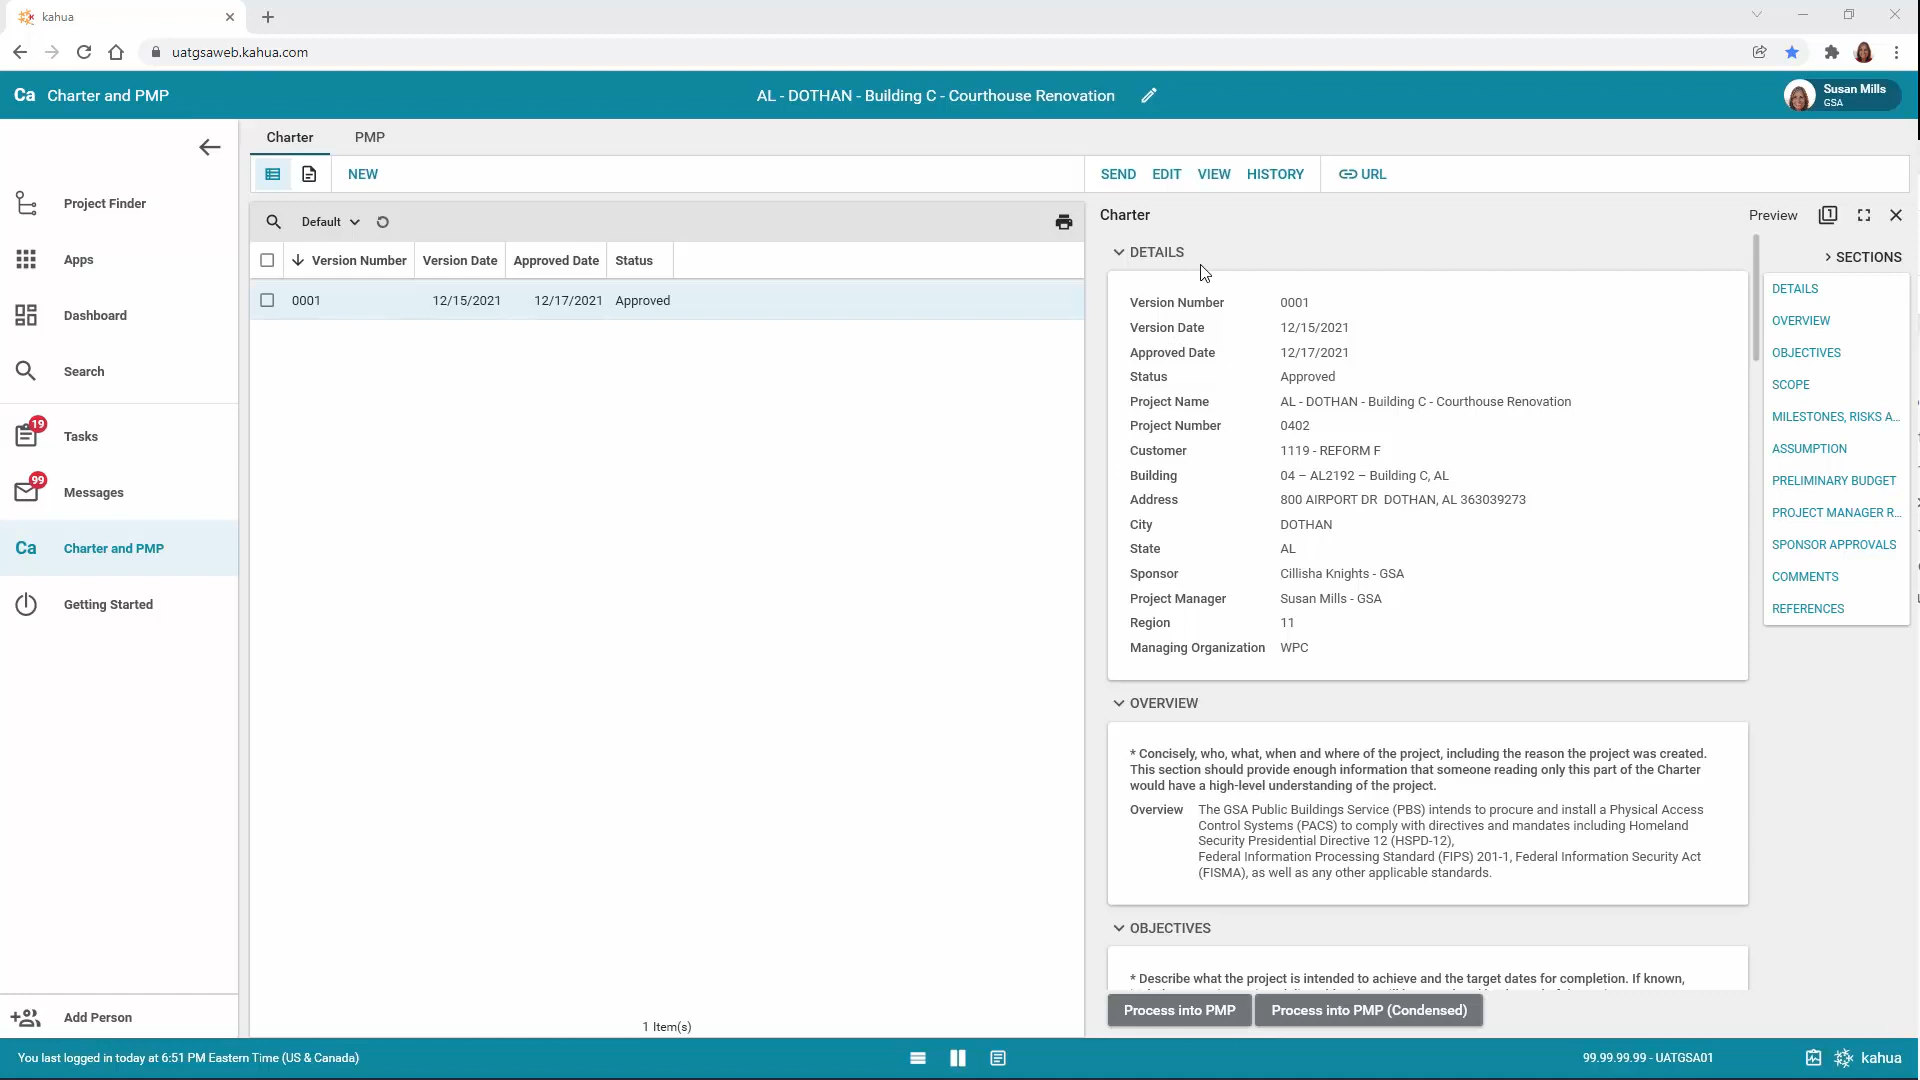 kahua
uatgsaweb.kahua.com
Ca Charter and PMP
AL - DOTHAN - Building C - Courthouse Renovation
Susan Mills
GSA
Project Finder
Apps
Dashboard
Search
19
Tasks
99
Messages
Ca Charter and PMP
Getting Started
Add Person
Charter PMP
NEW
SEND EDIT VIEW HISTORY URL
Default
Version Number Version Date Approved Date Status
0001 12/15/2021 12/17/2021 Approved
1 Item(s)
Charter
Preview
1
DETAILS
Version Number 0001
Version Date 12/15/2021
Approved Date 12/17/2021
Status Approved
Project Name AL - DOTHAN - Building C - Courthouse Renovation
Project Number 0402
Customer 1119 - REFORM F
Building 04 – AL2192 – Building C, AL
Address 800 AIRPORT DR DOTHAN, AL 363039273
City DOTHAN
State AL
Sponsor Cillisha Knights - GSA
Project Manager Susan Mills - GSA
Region 11
Managing Organization WPC
OVERVIEW
* Concisely, who, what, when and where of the project, including the reason the project was created.
This section should provide enough information that someone reading only this part of the Charter
would have a high-level understanding of the project.
Overview The GSA Public Buildings Service (PBS) intends to procure and install a Physical Access
Control Systems (PACS) to comply with directives and mandates including Homeland
Security Presidential Directive 12 (HSPD-12),
Federal Information Processing Standard (FIPS) 201-1, Federal Information Security Act
(FISMA), as well as any other applicable standards.
OBJECTIVES
* Describe what the project is intended to achieve and the target dates for completion. If known,
Process into PMP Process into PMP (Condensed)
SECTIONS
DETAILS
OVERVIEW
OBJECTIVES
SCOPE
MILESTONES, RISKS A...
ASSUMPTION
PRELIMINARY BUDGET
PROJECT MANAGER R...
SPONSOR APPROVALS
COMMENTS
REFERENCES
You last logged in today at 6:51 PM Eastern Time (US & Canada)
99.99.99.99 - UATGSA01
kahua